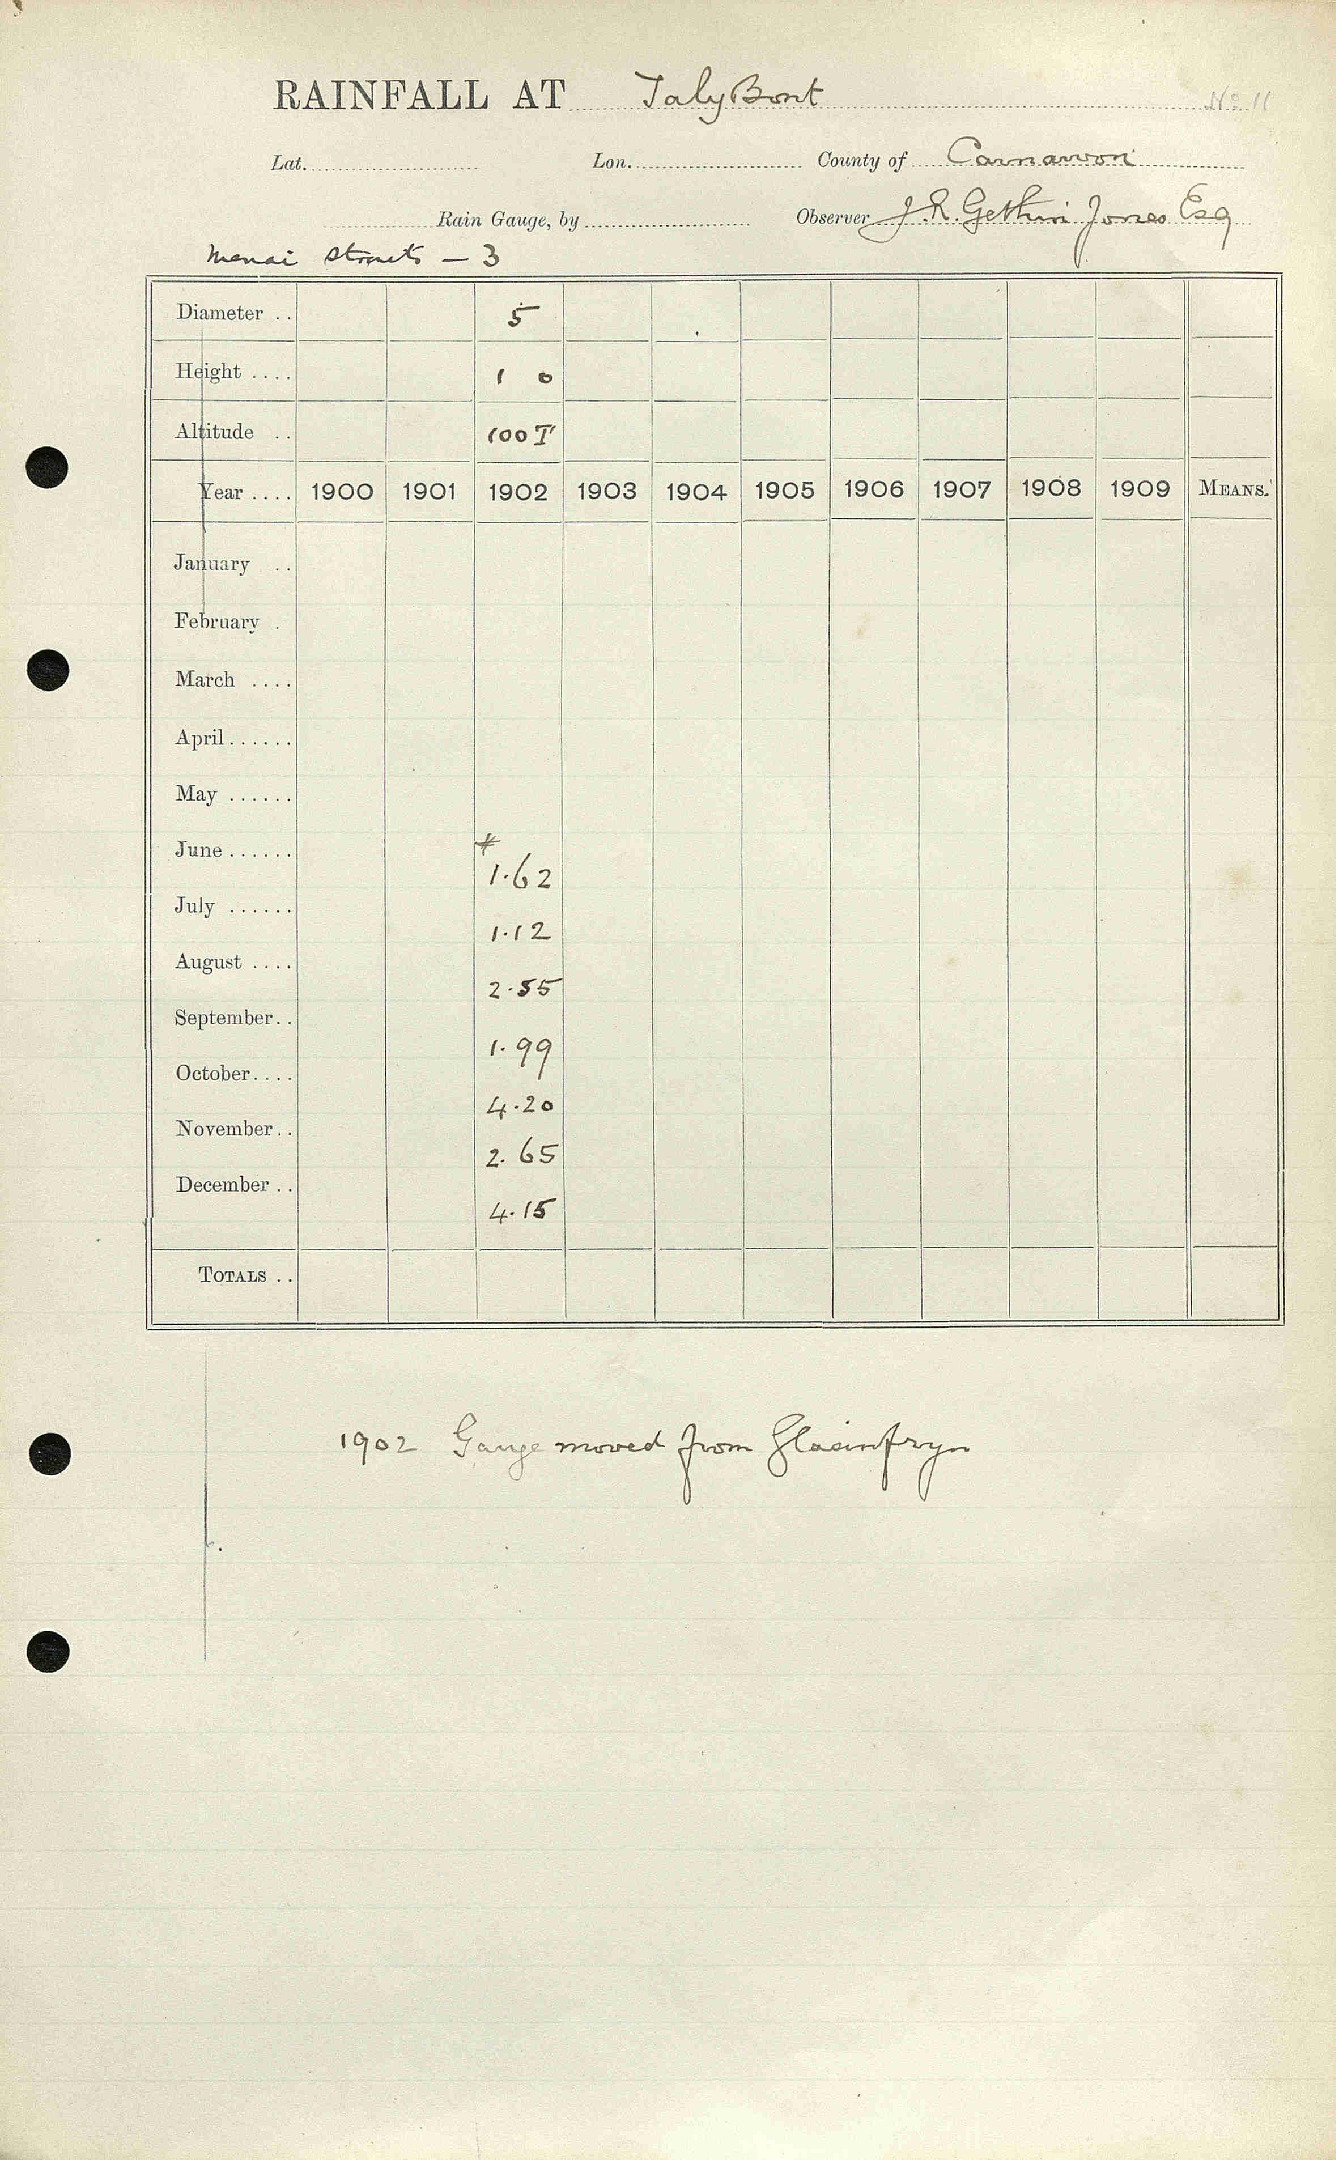 RAINFALL AT TalyBont No 11
Lat. Lon. County of Carnarvon
Rain Gauge, by Observer J. R. Gethin Jones Esq
Menai Straits - 3
Diameter .. 5
Height .... 1 0
Altitude .. 100 T
Year .... 1900 1901 1902 1903 1904 1905 1906 1907 1908 1909 MEANS.
January ..
February .
March ....
April ......
May ......
June ...... *
1.62
July ......
1.12
August ....
2.55
September ..
1.99
October ....
4.20
November ..
2.65
December ..
4.15
TOTALS ..
1902 Gauge moved from Glasinfryn